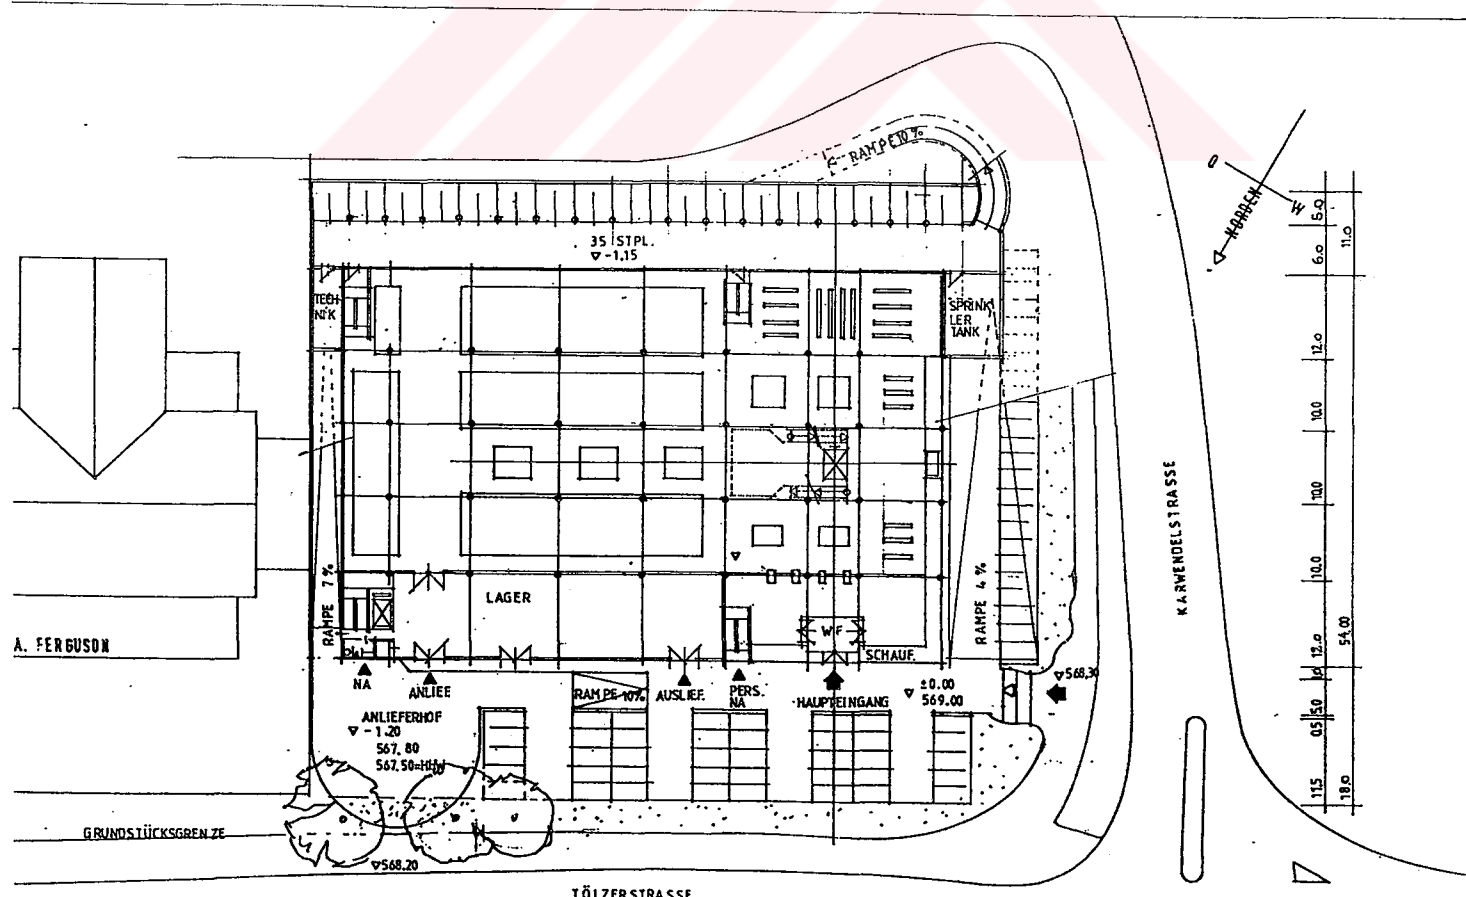 RAMPE 10%
O
W
NORDEN
35 STPL.
-1.15
TECH
NIK
SPRINK
LER
TANK
RAMPE 7%
LAGER
RAMPE 4%
KARWENDELSTRASSE
A. FERGUSON
WF
SCHAUF.
NA
ANLIEF
RAMPE 10%
AUSLIEF.
PERS.
NA
HAUPTEINGANG
±0.00
569.00
568,30
ANLIEFERHOF
-1.20
567.80
567.50=HHW
GRUNDSTÜCKSGRENZE
568.20
TÖLZERSTRASSE
5.0
6.0
11.0
12.0
10.0
10.0
10.0
12.0
54.00
5.0
0.5
11.5
18.0